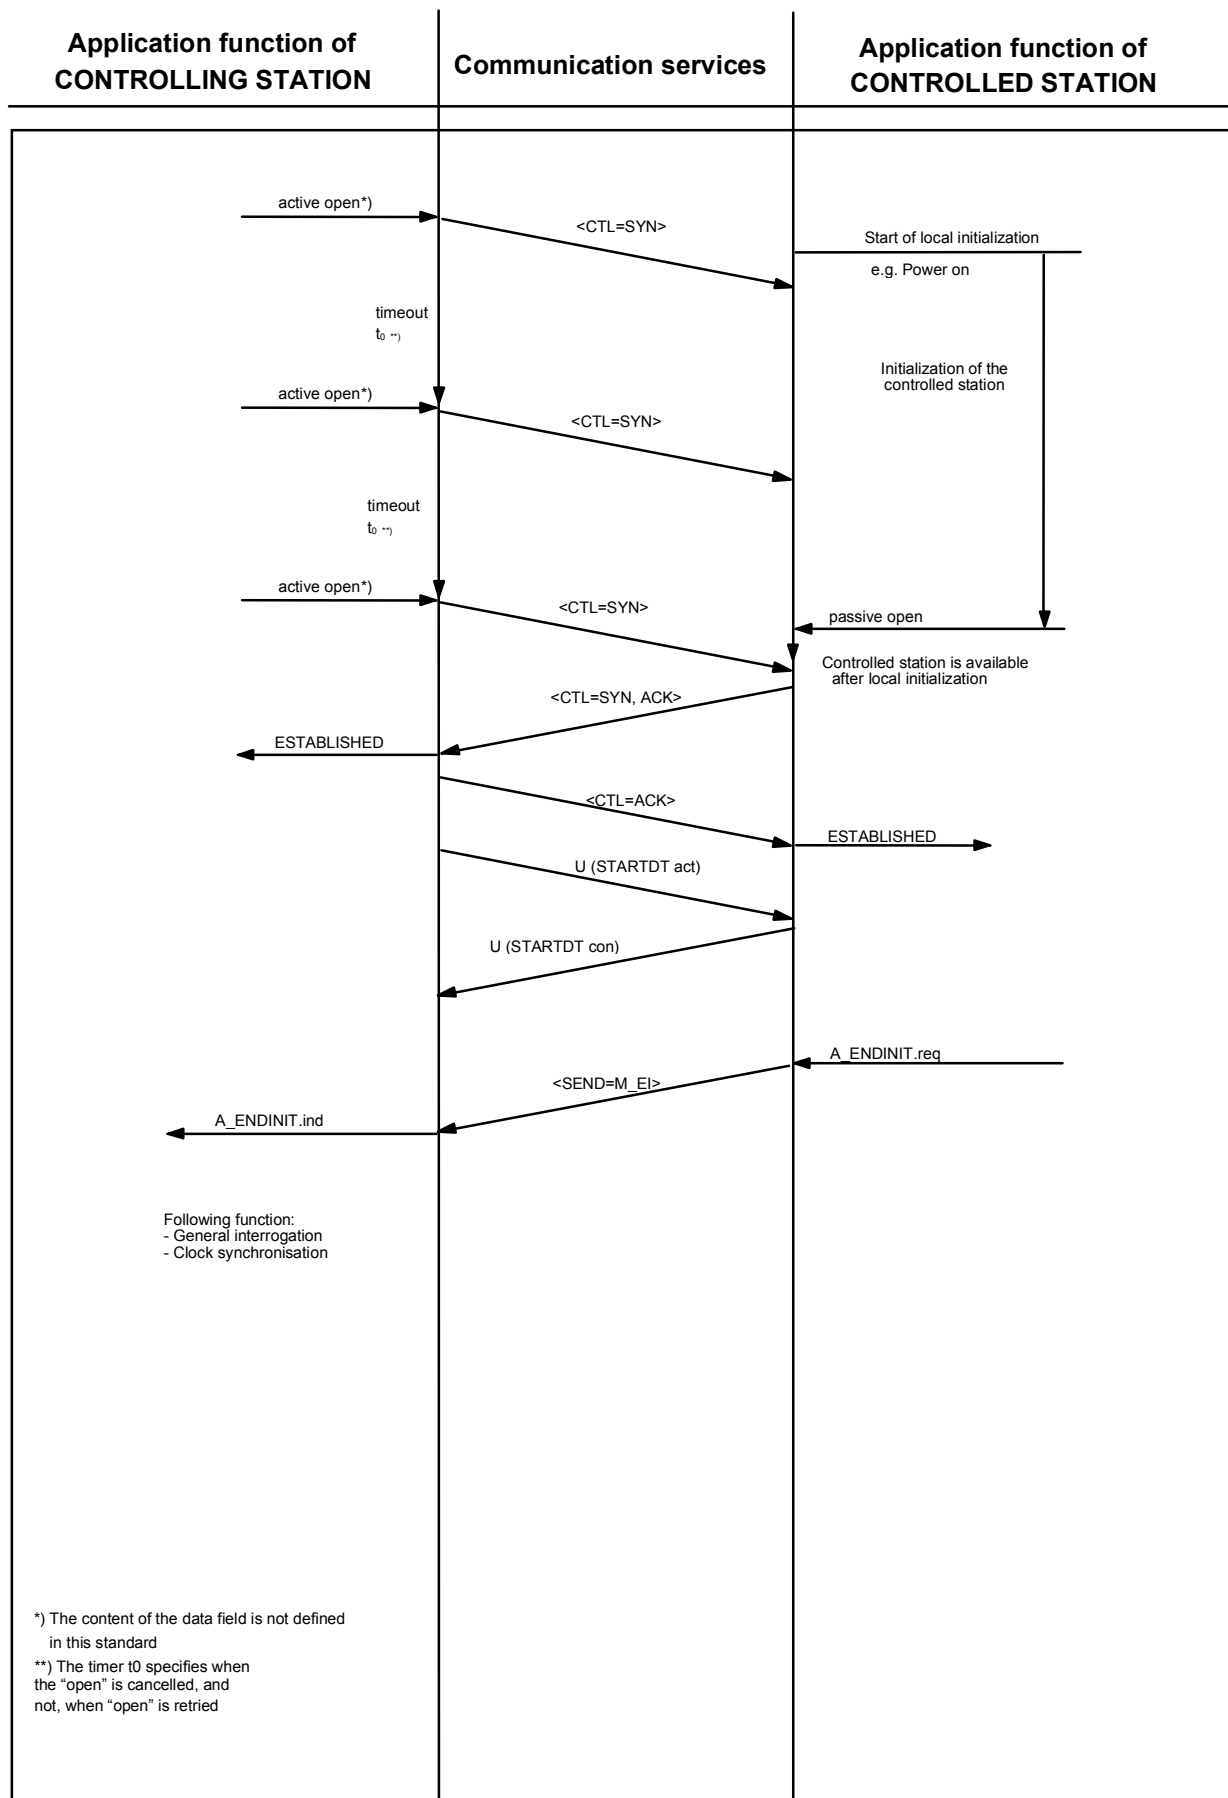 Application function of
CONTROLLING STATION
Communication services
Application function of
CONTROLLED STATION
active open*)
<CTL=SYN>
Start of local initialization
e.g. Power on
timeout
t₀ **)
Initialization of the
controlled station
active open*)
<CTL=SYN>
timeout
t₀ **)
active open*)
<CTL=SYN>
passive open
Controlled station is available
after local initialization
<CTL=SYN, ACK>
ESTABLISHED
<CTL=ACK>
ESTABLISHED
U (STARTDT act)
U (STARTDT con)
A_ENDINIT.req
<SEND=M_EI>
A_ENDINIT.ind
Following function:
- General interrogation
- Clock synchronisation
*) The content of the data field is not defined
in this standard
**) The timer t0 specifies when
the “open” is cancelled, and
not, when “open” is retried